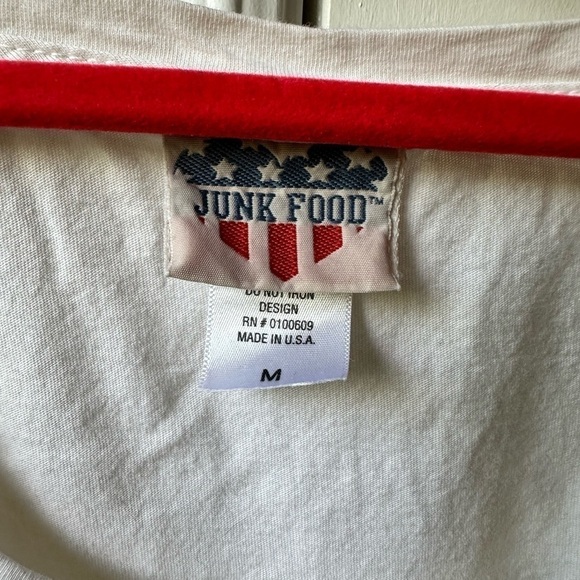 JUNK FOOD™
DO NOT IRON
DESIGN
RN # 0100609
MADE IN U.S.A.
M